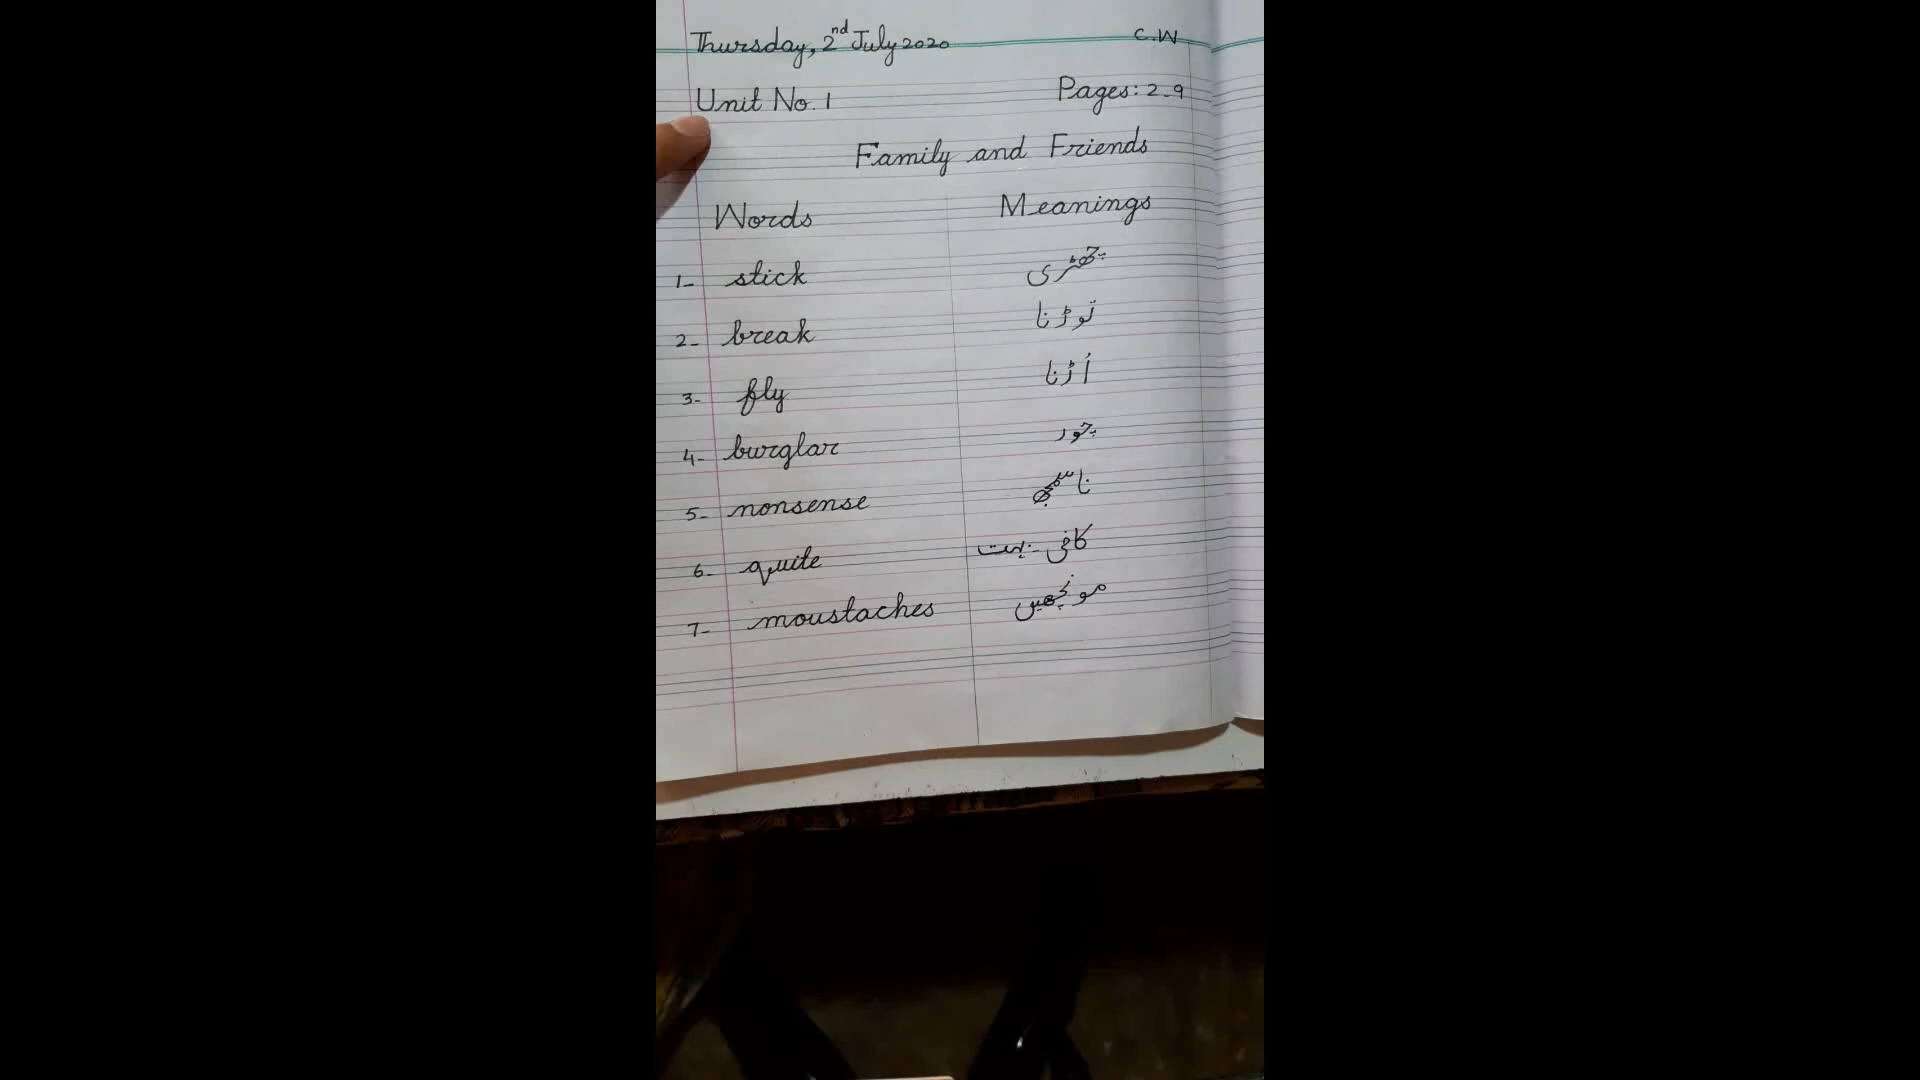 Thursday, 2nd July 2020 C.W
Unit No. 1 Pages: 2-9
Family and Friends
Words Meanings
1- stick چھڑی
2- break توڑنا
3- fly اُڑنا
4- burglar چور
5- nonsense ناسمجھ
6- quite کافی - بہت
7- moustaches مونچھیں